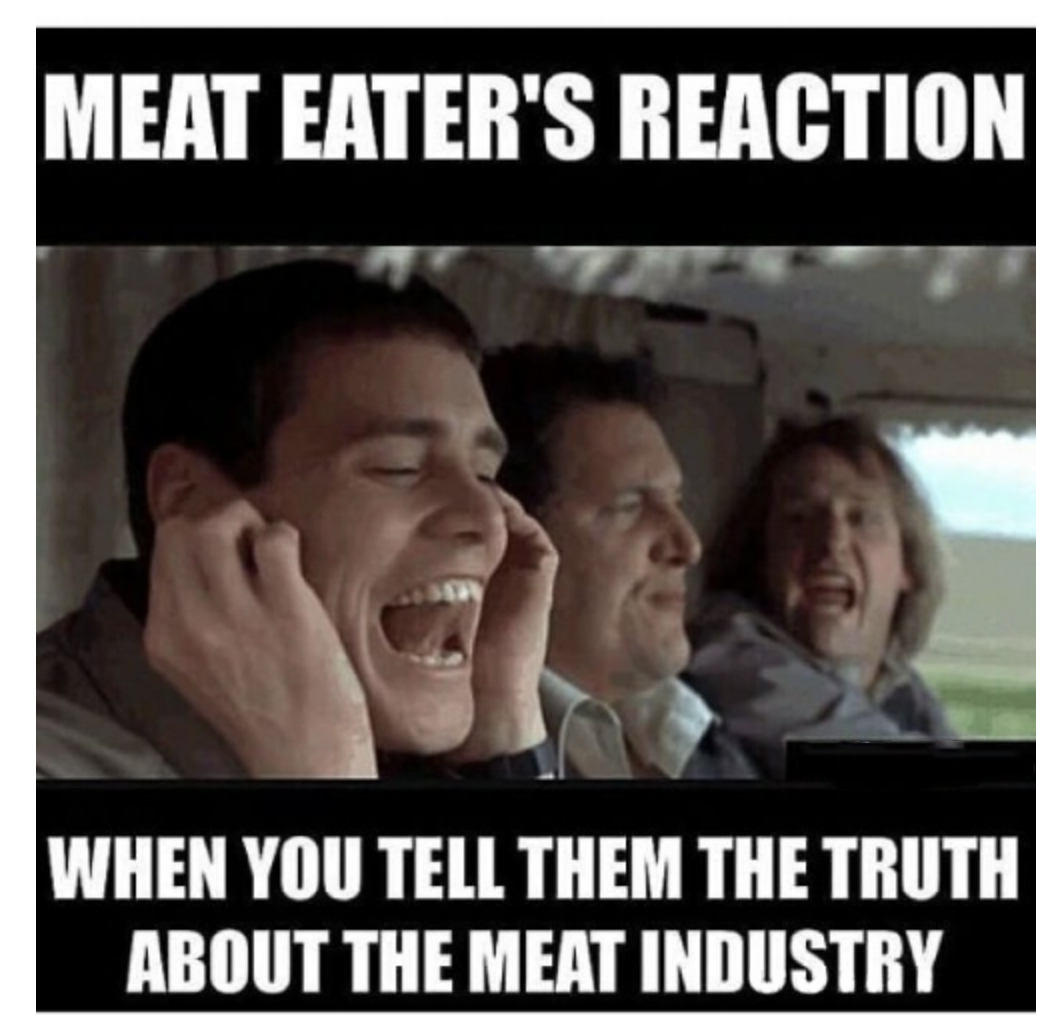 MEAT EATER'S REACTION
WHEN YOU TELL THEM THE TRUTH
ABOUT THE MEAT INDUSTRY